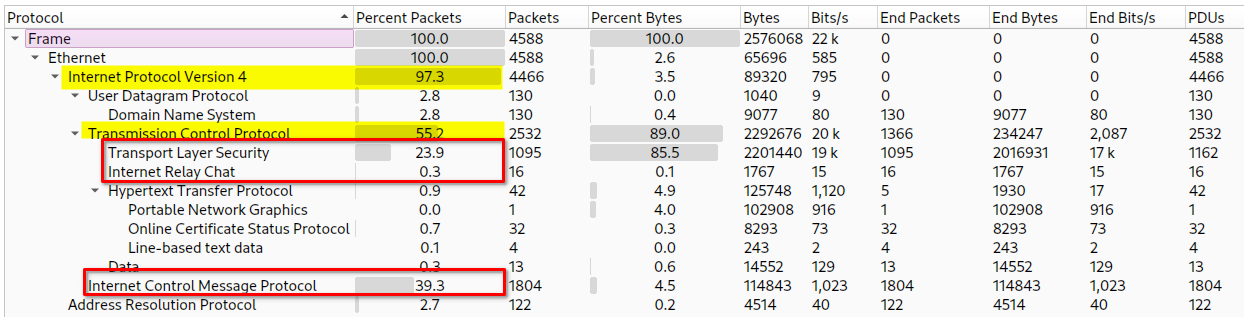 Protocol Percent Packets Packets Percent Bytes Bytes Bits/s End Packets End Bytes End Bits/s PDUs
Frame 100.0 4588 100.0 2576068 22 k 0 0 0 4588
Ethernet 100.0 4588 2.6 65696 585 0 0 0 4588
Internet Protocol Version 4 97.3 4466 3.5 89320 795 0 0 0 4466
User Datagram Protocol 2.8 130 0.0 1040 9 0 0 0 130
Domain Name System 2.8 130 0.4 9077 80 130 9077 80 130
Transmission Control Protocol 55.2 2532 89.0 2292676 20 k 1366 234247 2,087 2532
Transport Layer Security 23.9 1095 85.5 2201440 19 k 1095 2016931 17 k 1162
Internet Relay Chat 0.3 16 0.1 1767 15 16 1767 15 16
Hypertext Transfer Protocol 0.9 42 4.9 125748 1,120 5 1930 17 42
Portable Network Graphics 0.0 1 4.0 102908 916 1 102908 916 1
Online Certificate Status Protocol 0.7 32 0.3 8293 73 32 8293 73 32
Line-based text data 0.1 4 0.0 243 2 4 243 2 4
Data 0.3 13 0.6 14552 129 13 14552 129 13
Internet Control Message Protocol 39.3 1804 4.5 114843 1,023 1804 114843 1,023 1804
Address Resolution Protocol 2.7 122 0.2 4514 40 122 4514 40 122